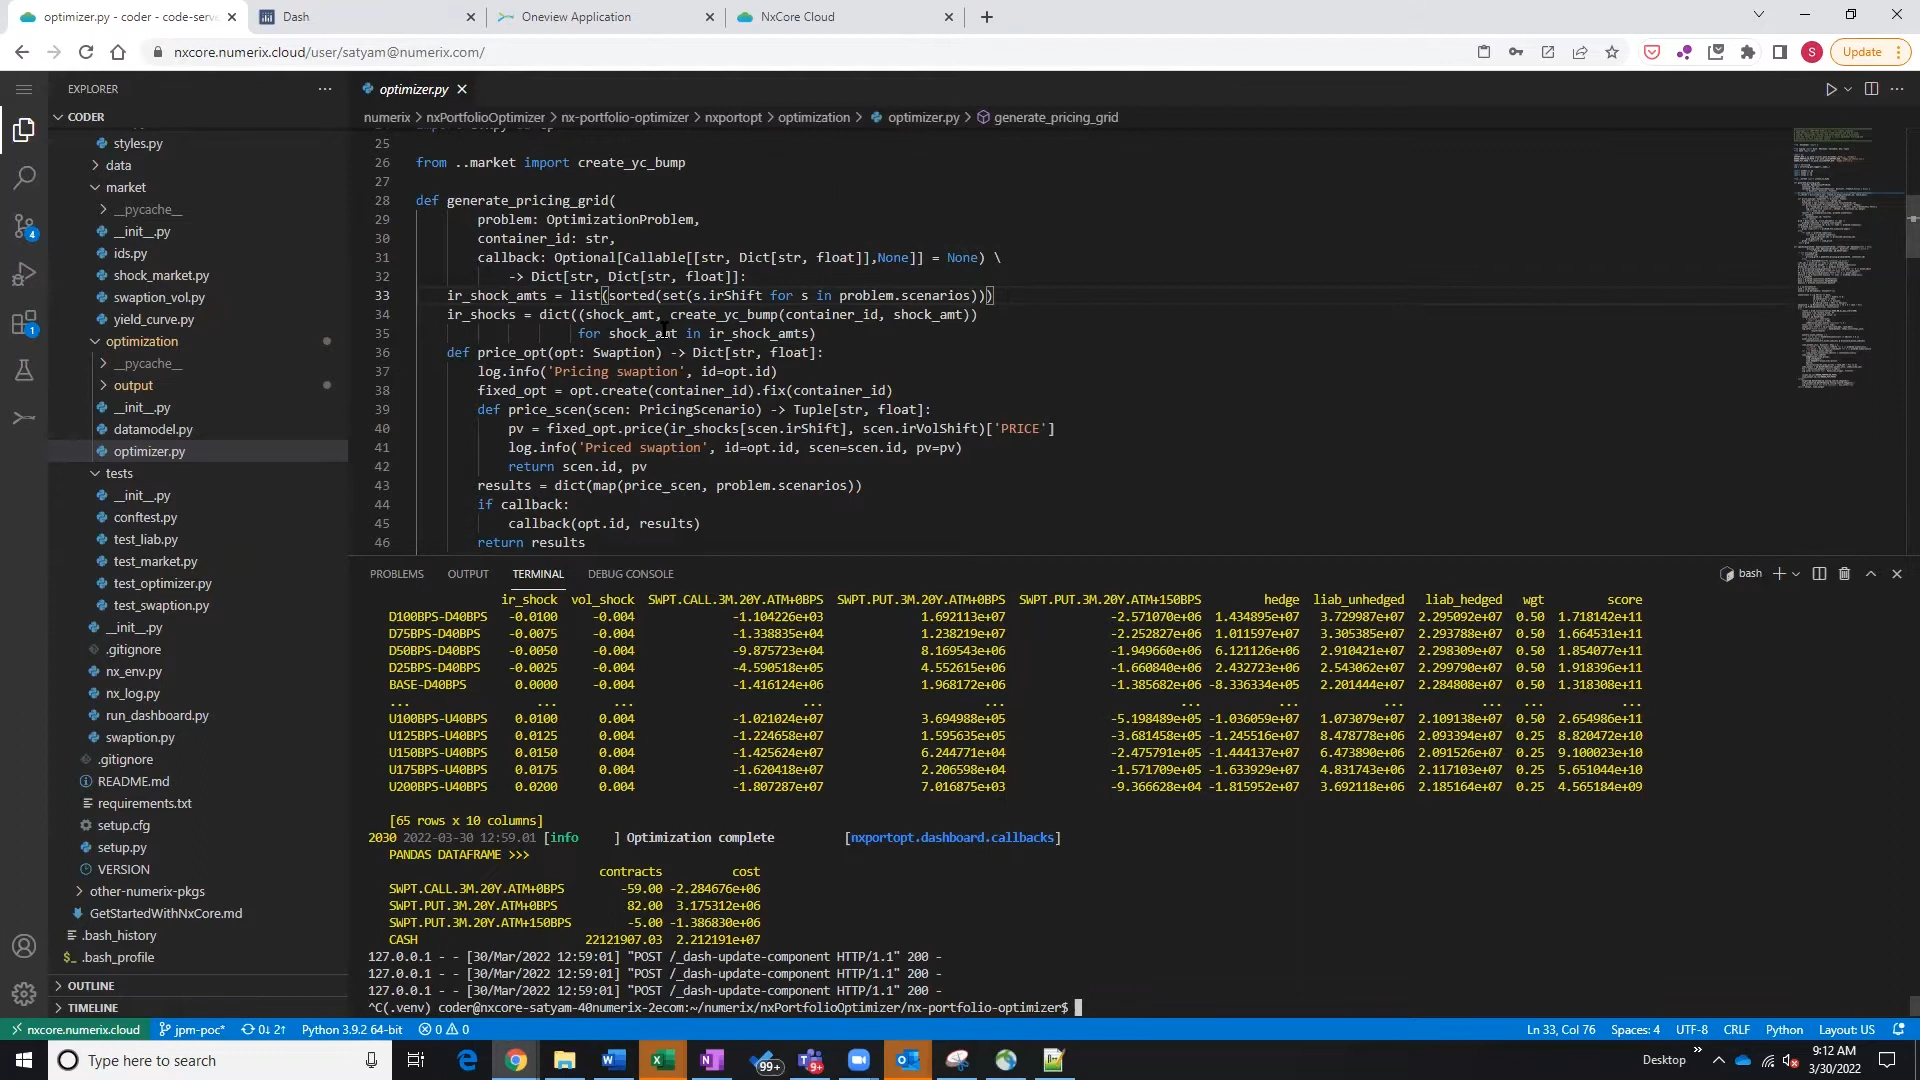 optimizer.py - coder - code-serve
Dash
Oneview Application
NxCore Cloud
nxcore.numerix.cloud/user/satyam@numerix.com/
S
Update
EXPLORER
optimizer.py
CODER
numerix > nxPortfolioOptimizer > nx-portfolio-optimizer > nxportopt > optimization > optimizer.py > generate_pricing_grid
styles.py
data
market
__pycache__
__init__.py
ids.py
shock_market.py
swaption_vol.py
yield_curve.py
optimization
__pycache__
output
__init__.py
datamodel.py
optimizer.py
tests
__init__.py
conftest.py
test_liab.py
test_market.py
test_optimizer.py
test_swaption.py
__init__.py
.gitignore
nx_env.py
nx_log.py
run_dashboard.py
swaption.py
.gitignore
README.md
requirements.txt
setup.cfg
setup.py
VERSION
other-numerix-pkgs
GetStartedWithNxCore.md
.bash_history
.bash_profile
OUTLINE
TIMELINE
4
1
25
26 from ..market import create_yc_bump
27
28 def generate_pricing_grid(
29 problem: OptimizationProblem,
30 container_id: str,
31 callback: Optional[Callable[[str, Dict[str, float]],None]] = None) \
32 -> Dict[str, Dict[str, float]]:
33 ir_shock_amts = list(sorted(set(s.irShift for s in problem.scenarios)))
34 ir_shocks = dict((shock_amt, create_yc_bump(container_id, shock_amt))
35 for shock_amt in ir_shock_amts)
36 def price_opt(opt: Swaption) -> Dict[str, float]:
37 log.info('Pricing swaption', id=opt.id)
38 fixed_opt = opt.create(container_id).fix(container_id)
39 def price_scen(scen: PricingScenario) -> Tuple[str, float]:
40 pv = fixed_opt.price(ir_shocks[scen.irShift], scen.irVolShift)['PRICE']
41 log.info('Priced swaption', id=opt.id, scen=scen.id, pv=pv)
42 return scen.id, pv
43 results = dict(map(price_scen, problem.scenarios))
44 if callback:
45 callback(opt.id, results)
46 return results
PROBLEMS OUTPUT TERMINAL DEBUG CONSOLE
bash
ir_shock vol_shock SWPT.CALL.3M.20Y.ATM+0BPS SWPT.PUT.3M.20Y.ATM+0BPS SWPT.PUT.3M.20Y.ATM+150BPS hedge liab_unhedged liab_hedged wgt score
D100BPS-D40BPS -0.0100 -0.004 -1.104226e+03 1.692113e+07 -2.571070e+06 1.434895e+07 3.729987e+07 2.295092e+07 0.50 1.718142e+11
D75BPS-D40BPS -0.0075 -0.004 -1.338835e+04 1.238219e+07 -2.252827e+06 1.011597e+07 3.305385e+07 2.293788e+07 0.50 1.664531e+11
D50BPS-D40BPS -0.0050 -0.004 -9.875723e+04 8.169543e+06 -1.949660e+06 6.121126e+06 2.910421e+07 2.298309e+07 0.50 1.854077e+11
D25BPS-D40BPS -0.0025 -0.004 -4.590518e+05 4.552615e+06 -1.660840e+06 2.432723e+06 2.543062e+07 2.299790e+07 0.50 1.918396e+11
BASE-D40BPS 0.0000 -0.004 -1.416124e+06 1.968172e+06 -1.385682e+06 -8.336334e+05 2.201444e+07 2.284808e+07 0.50 1.318308e+11
... ... ... ... ... ... ... ... ... ... ...
U100BPS-U40BPS 0.0100 0.004 -1.021024e+07 3.694988e+05 -5.198489e+05 -1.036059e+07 1.073079e+07 2.109138e+07 0.50 2.654986e+11
U125BPS-U40BPS 0.0125 0.004 -1.224658e+07 1.595635e+05 -3.681458e+05 -1.245516e+07 8.478778e+06 2.093394e+07 0.25 8.820472e+10
U150BPS-U40BPS 0.0150 0.004 -1.425624e+07 6.244771e+04 -2.475791e+05 -1.444137e+07 6.473890e+06 2.091526e+07 0.25 9.100023e+10
U175BPS-U40BPS 0.0175 0.004 -1.620418e+07 2.206598e+04 -1.571709e+05 -1.633929e+07 4.831743e+06 2.117103e+07 0.25 5.651044e+10
U200BPS-U40BPS 0.0200 0.004 -1.807287e+07 7.016875e+03 -9.366628e+04 -1.815952e+07 3.692118e+06 2.185164e+07 0.25 4.565184e+09
[65 rows x 10 columns]
2030 2022-03-30 12:59.01 [info ] Optimization complete [nxportopt.dashboard.callbacks]
PANDAS DATAFRAME >>>
contracts cost
SWPT.CALL.3M.20Y.ATM+0BPS -59.00 -2.284676e+06
SWPT.PUT.3M.20Y.ATM+0BPS 82.00 3.175312e+06
SWPT.PUT.3M.20Y.ATM+150BPS -5.00 -1.386830e+06
CASH 22121907.03 2.212191e+07
127.0.0.1 - - [30/Mar/2022 12:59:01] "POST /_dash-update-component HTTP/1.1" 200 -
127.0.0.1 - - [30/Mar/2022 12:59:01] "POST /_dash-update-component HTTP/1.1" 200 -
127.0.0.1 - - [30/Mar/2022 12:59:01] "POST /_dash-update-component HTTP/1.1" 200 -
^C(.venv) coder@nxcore-satyam-40numerix-2ecom:~/numerix/nxPortfolioOptimizer/nx-portfolio-optimizer$
nxcore.numerix.cloud jpm-poc* 0↓ 2↑ Python 3.9.2 64-bit 0 0 Ln 33, Col 76 Spaces: 4 UTF-8 CRLF Python Layout: US
Type here to search
99+
9+
Desktop
9:12 AM
3/30/2022